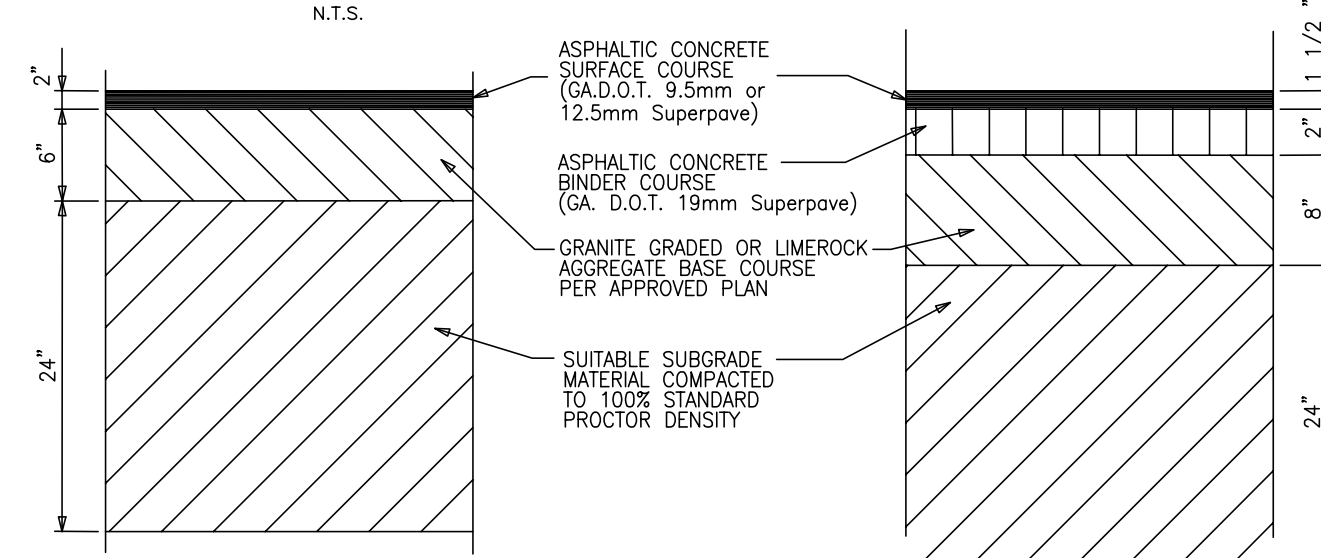 N.T.S.
2"
6"
24"
ASPHALTIC CONCRETE
SURFACE COURSE
(GA.D.O.T. 9.5mm or
12.5mm Superpave)
ASPHALTIC CONCRETE
BINDER COURSE
(GA. D.O.T. 19mm Superpave)
GRANITE GRADED OR LIMEROCK
AGGREGATE BASE COURSE
PER APPROVED PLAN
SUITABLE SUBGRADE
MATERIAL COMPACTED
TO 100% STANDARD
PROCTOR DENSITY
1 1/2"
2"
8"
24"